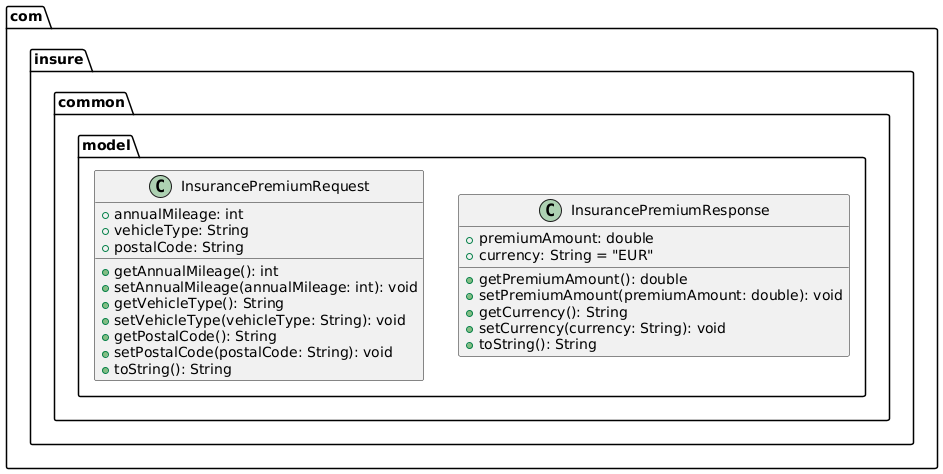 com
insure
common
model
C InsurancePremiumRequest
annualMileage: int
vehicleType: String
postalCode: String
getAnnualMileage(): int
setAnnualMileage(annualMileage: int): void
getVehicleType(): String
setVehicleType(vehicleType: String): void
getPostalCode(): String
setPostalCode(postalCode: String): void
toString(): String
C InsurancePremiumResponse
premiumAmount: double
currency: String = "EUR"
getPremiumAmount(): double
setPremiumAmount(premiumAmount: double): void
getCurrency(): String
setCurrency(currency: String): void
toString(): String